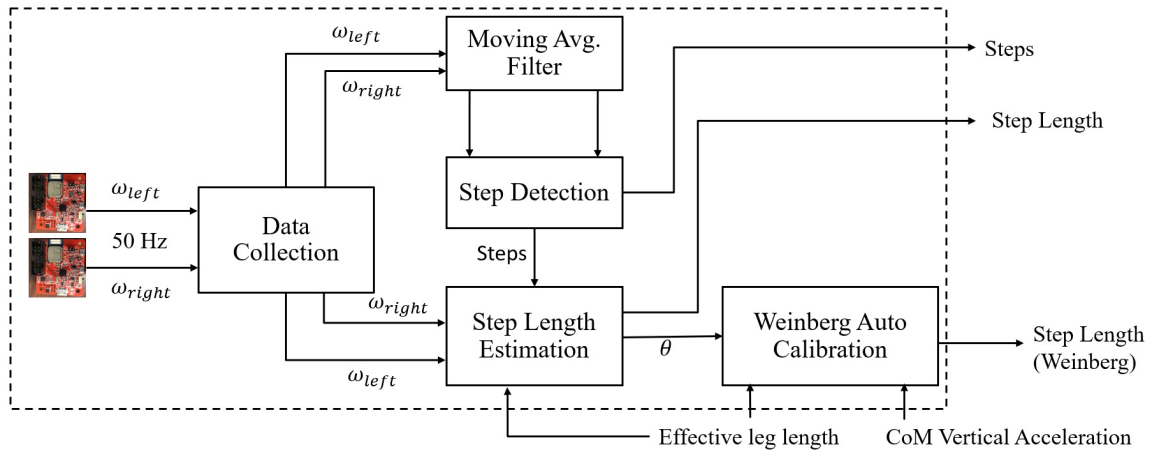 ω_left
Moving Avg.
Filter
ω_right
Steps
Step Length
ω_left
50 Hz
ω_right
Data
Collection
Step Detection
Steps
ω_right
ω_left
Step Length
Estimation
θ
Weinberg Auto
Calibration
Step Length
(Weinberg)
Effective leg length
CoM Vertical Acceleration